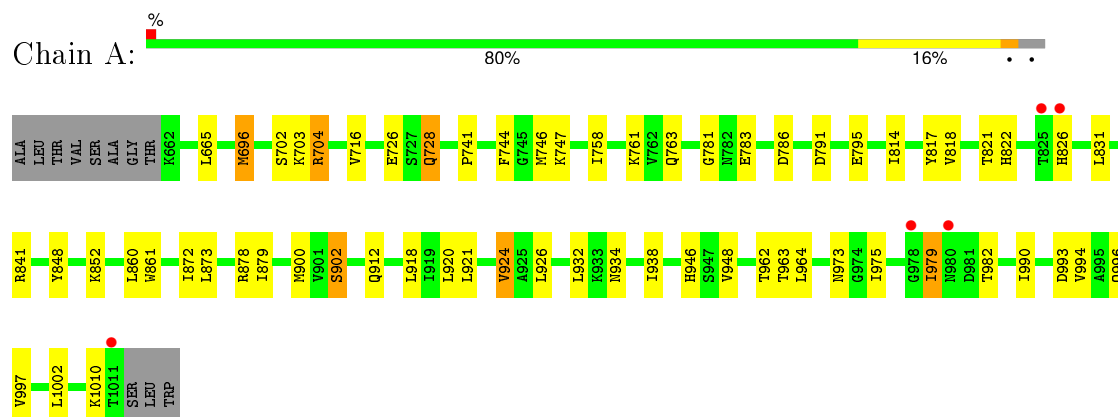 %
Chain A:
80% 16% • •
ALA LEU THR VAL SER ALA GLY THR K662 L665 M696 S702 K703 R704 V716 E726 S727 Q728 P741 F744 G745 M746 K747 I758 K761 V762 Q763 G781 N782 E783 D786 D791 E795 I814 Y817 V818 T821 H822 T825 H826 L831
R841 Y848 K852 L860 W861 I872 L873 R878 I879 M900 V901 S902 Q912 L918 I919 L920 L921 V924 A925 L926 L932 K933 N934 I938 H946 S947 V948 T962 T963 L964 N973 G974 I975 G978 I979 N980 D981 T982 I990 D993 V994 A995
V997 L1002 K1010 T1011 SER LEU TRP